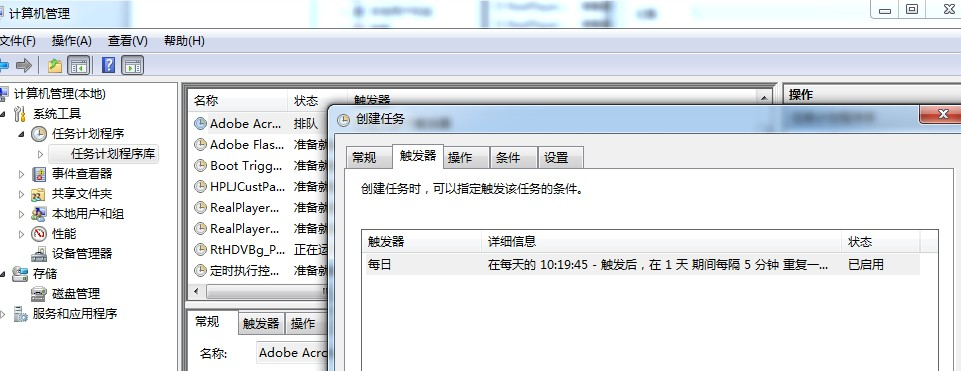 计算机管理
文件(F) 操作(A) 查看(V) 帮助(H)
计算机管理(本地)
系统工具
任务计划程序
任务计划程序库
事件查看器
共享文件夹
本地用户和组
性能
设备管理器
存储
磁盘管理
服务和应用程序
名称 状态 触发器
Adobe Acr... 排队
Adobe Flas... 准备就
Boot Trigg... 准备就
HPLJCustPa... 准备就
RealPlayer... 准备就
RealPlayer... 准备就
RtHDVBg_P... 正在运
定时执行控... 准备就
常规 触发器 操作
名称: Adobe Acro
操作
创建任务
常规 触发器 操作 条件 设置
创建任务时，可以指定触发该任务的条件。
触发器 详细信息 状态
每日 在每天的 10:19:45 - 触发后，在 1 天 期间每隔 5 分钟 重复一... 已启用